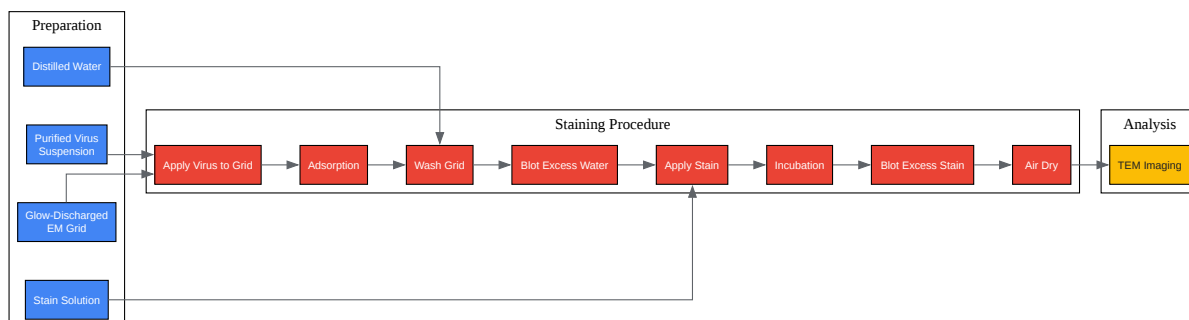 Preparation
Distilled Water
Purified Virus
Suspension
Glow-Discharged
EM Grid
Stain Solution
Staining Procedure
Apply Virus to Grid
Adsorption
Wash Grid
Blot Excess Water
Apply Stain
Incubation
Blot Excess Stain
Air Dry
Analysis
TEM Imaging